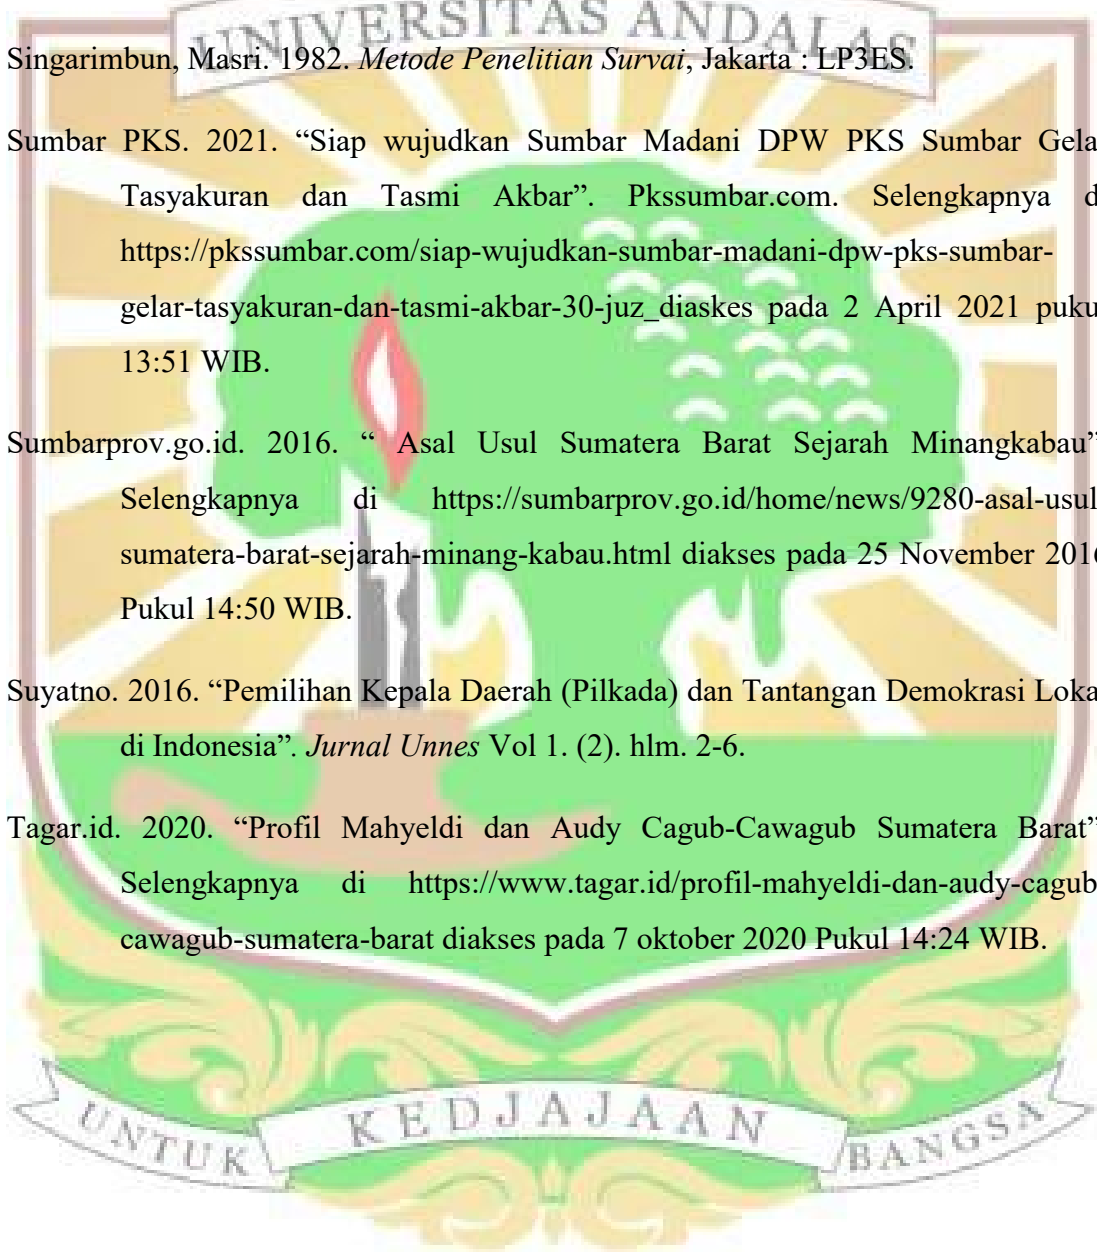 UNIVERSITAS ANDALAS
Singarimbun, Masri. 1982. Metode Penelitian Survai, Jakarta : LP3ES.
Sumbar PKS. 2021. “Siap wujudkan Sumbar Madani DPW PKS Sumbar Gela
Tasyakuran dan Tasmi Akbar”. Pkssumbar.com. Selengkapnya d
https://pkssumbar.com/siap-wujudkan-sumbar-madani-dpw-pks-sumbar-
gelar-tasyakuran-dan-tasmi-akbar-30-juz_diaskes pada 2 April 2021 puku
13:51 WIB.
Sumbarprov.go.id. 2016. “ Asal Usul Sumatera Barat Sejarah Minangkabau”
Selengkapnya di https://sumbarprov.go.id/home/news/9280-asal-usul
sumatera-barat-sejarah-minang-kabau.html diakses pada 25 November 2016
Pukul 14:50 WIB.
Suyatno. 2016. “Pemilihan Kepala Daerah (Pilkada) dan Tantangan Demokrasi Loka
di Indonesia”. Jurnal Unnes Vol 1. (2). hlm. 2-6.
Tagar.id. 2020. “Profil Mahyeldi dan Audy Cagub-Cawagub Sumatera Barat”
Selengkapnya di https://www.tagar.id/profil-mahyeldi-dan-audy-cagub
cawagub-sumatera-barat diakses pada 7 oktober 2020 Pukul 14:24 WIB.
UNTUK KEDJAJAAN BANGSA